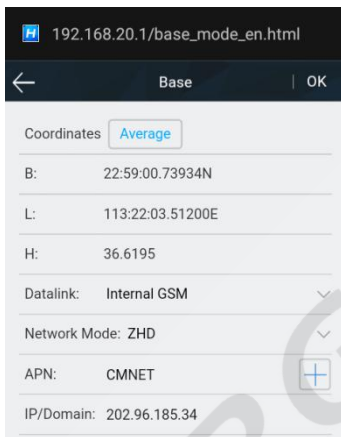 H 192.168.20.1/base_mode_en.html
Base | OK
Coordinates Average
B: 22:59:00.73934N
L: 113:22:03.51200E
H: 36.6195
Datalink: Internal GSM
Network Mode: ZHD
APN: CMNET
IP/Domain: 202.96.185.34